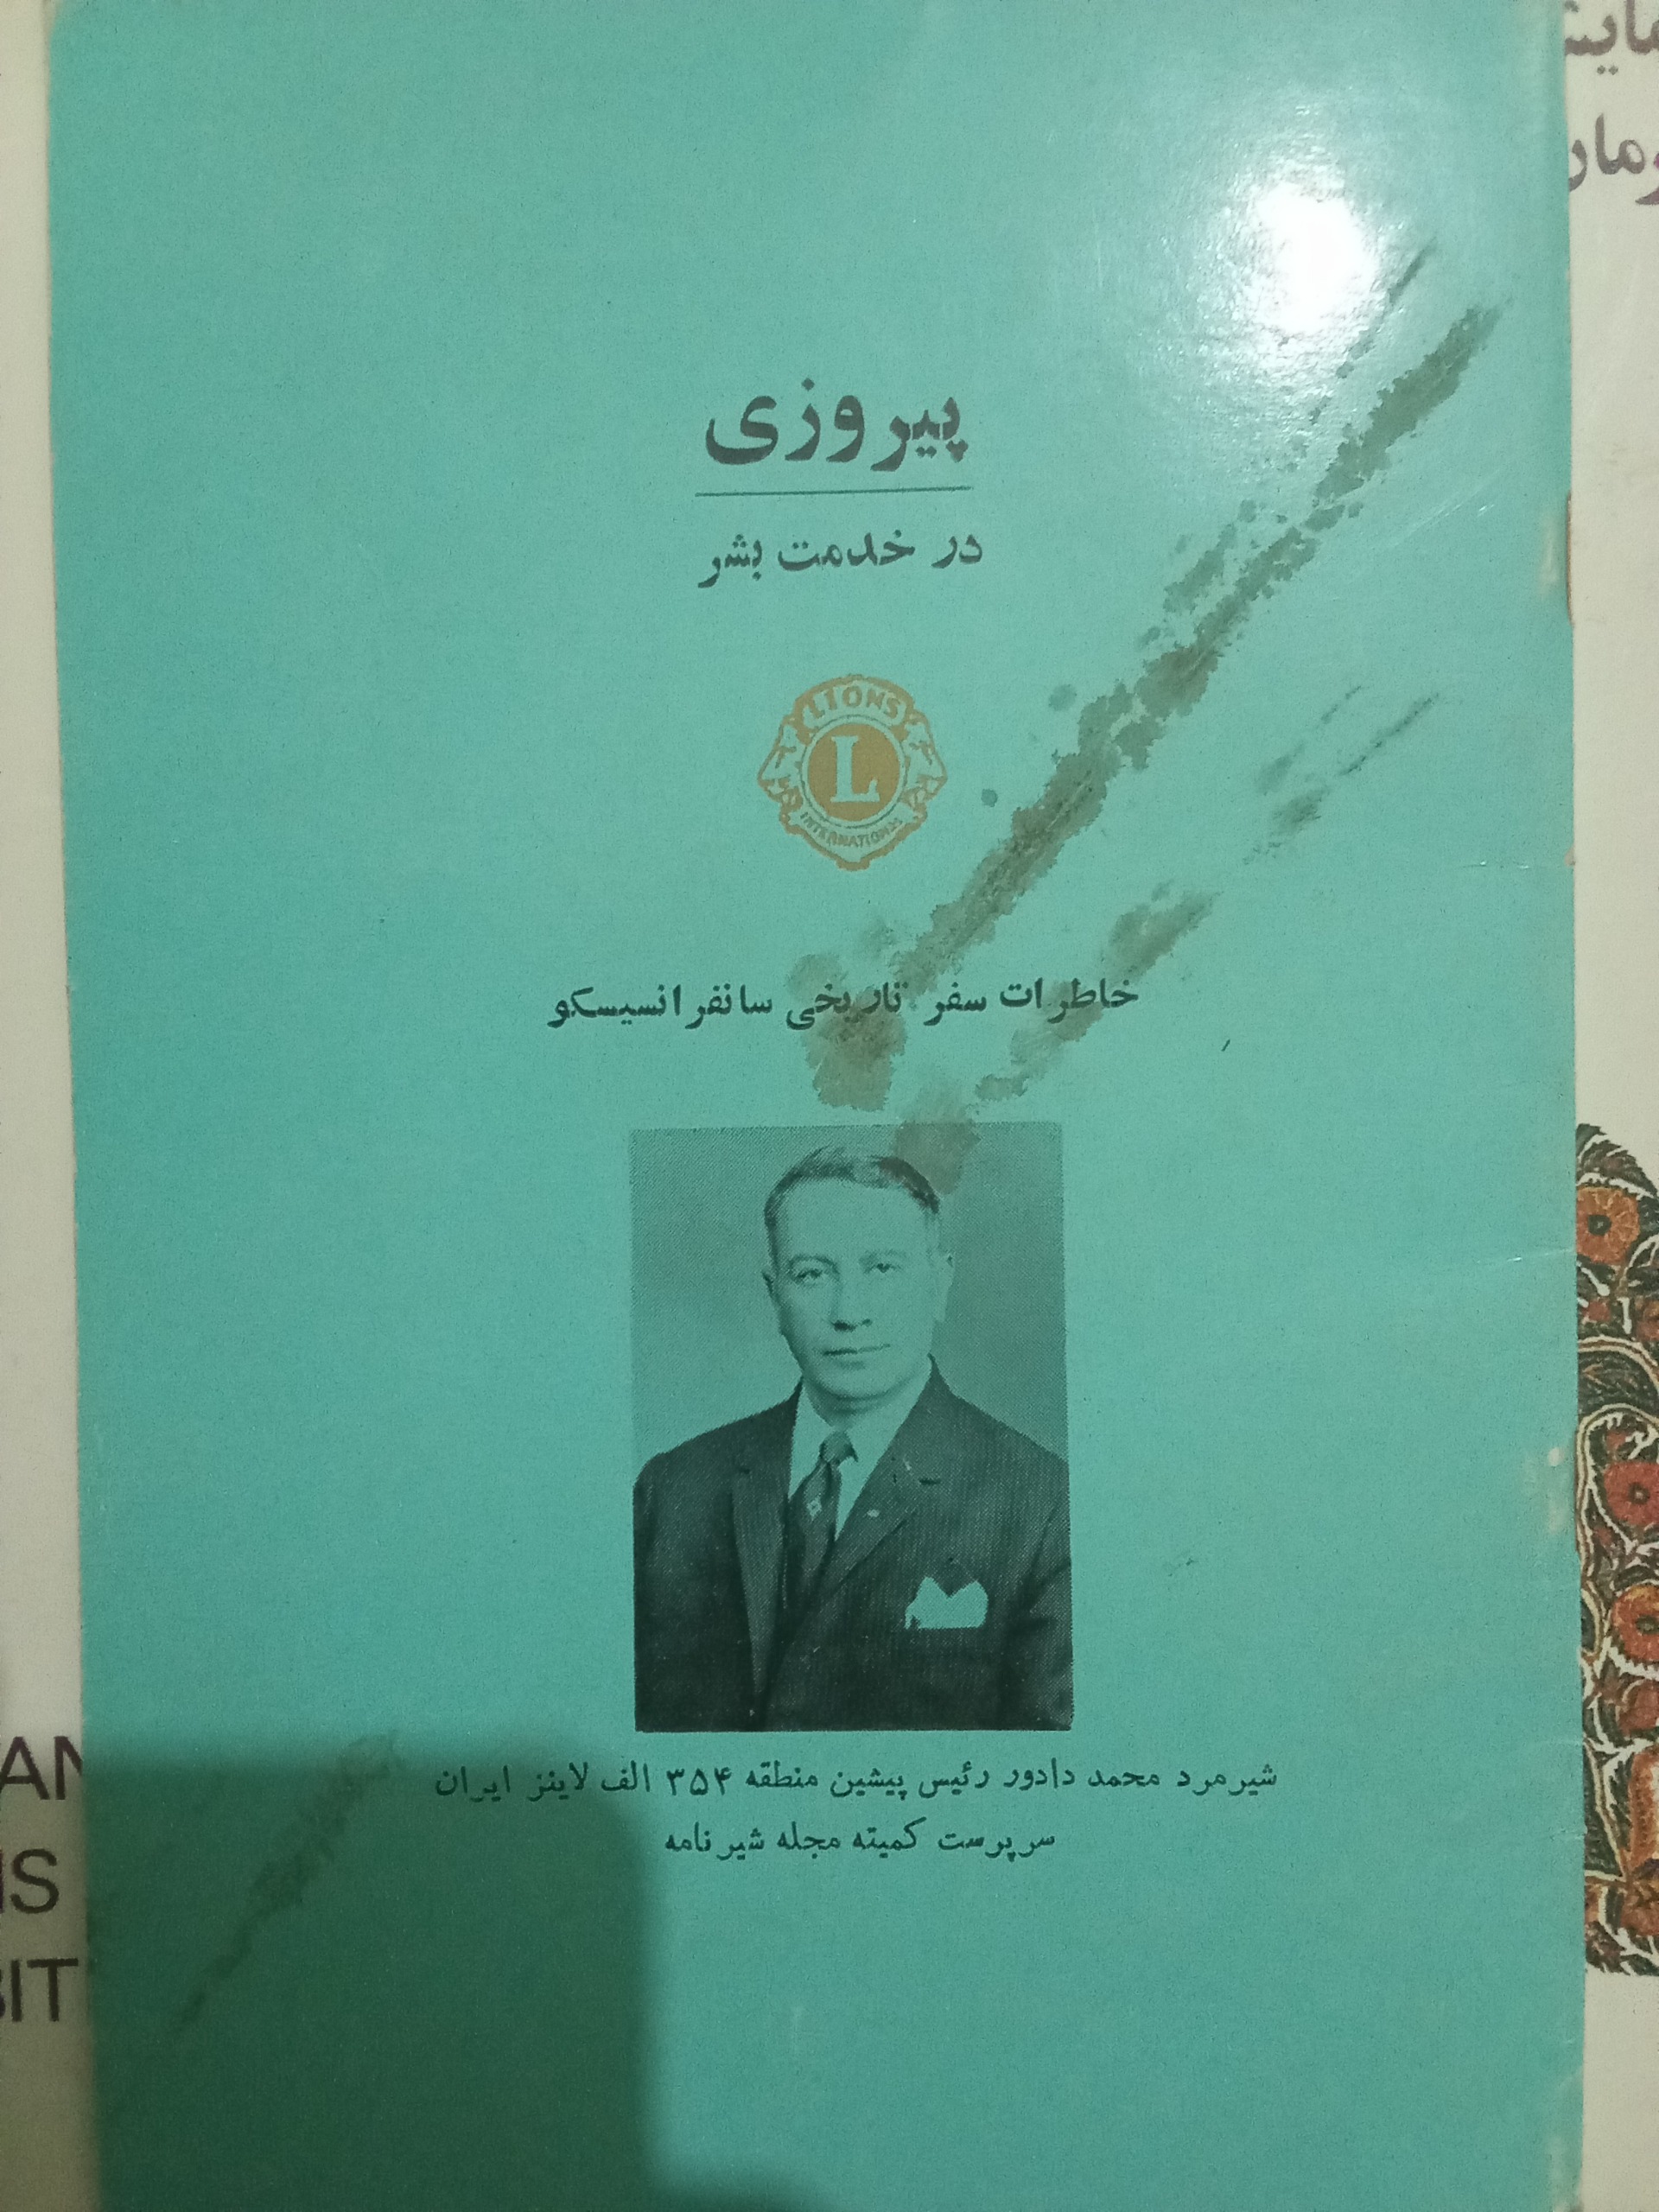 پیروزی
در خدمت بشر
LIONS
L
INTERNATIONAL
خاطرات سفر تاریخی سانفرانسیسکو
شیرمرد محمد دادور رئیس پیشین منطقه ۳۵۴ الف لاینز ایران
سرپرست کمیته مجله شیرنامه